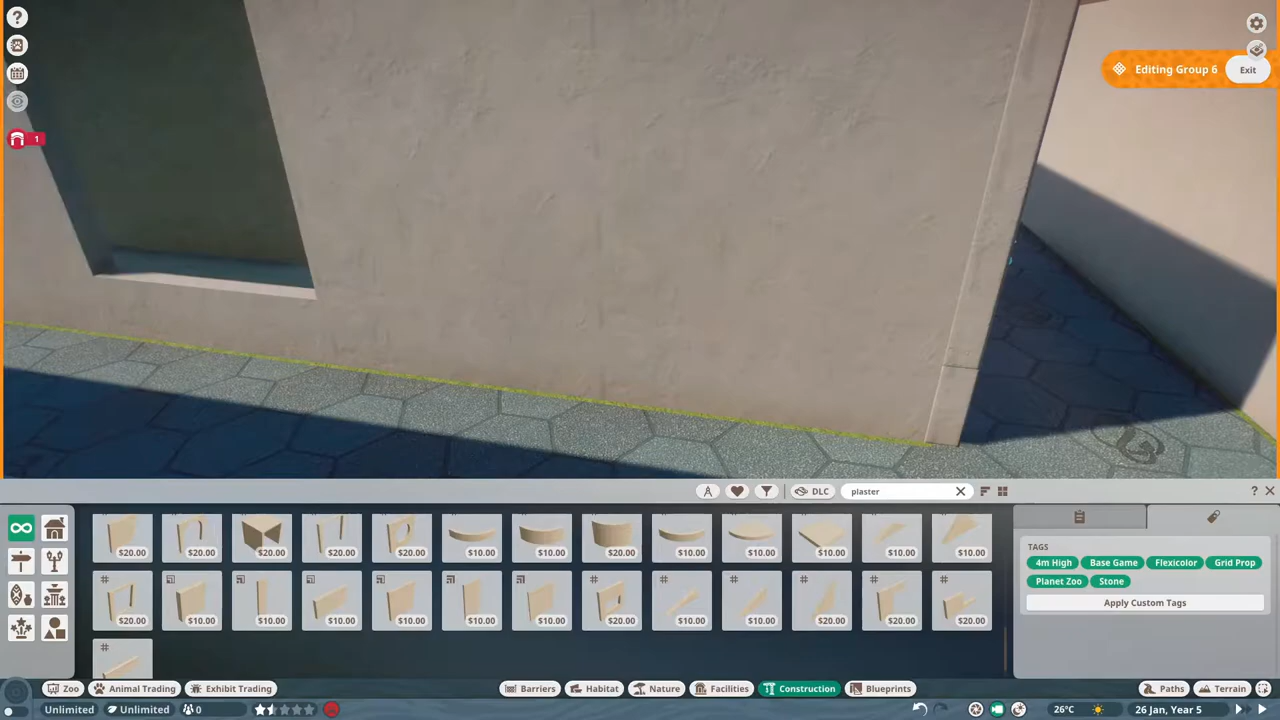 ?
Editing Group 6
Exit
1
DLC
plaster
? 
$20.00 $20.00 $20.00 $20.00 $20.00 $10.00 $10.00 $20.00 $10.00 $10.00 $10.00 $10.00 $10.00
$20.00 $10.00 $10.00 $10.00 $10.00 $10.00 $10.00 $20.00 $10.00 $10.00 $20.00 $20.00 $20.00
TAGS
4m High Base Game Flexicolor Grid Prop
Planet Zoo Stone
Apply Custom Tags
Zoo Animal Trading Exhibit Trading Barriers Habitat Nature Facilities Construction Blueprints Paths Terrain
Unlimited Unlimited 0 26°C 26 Jan, Year 5